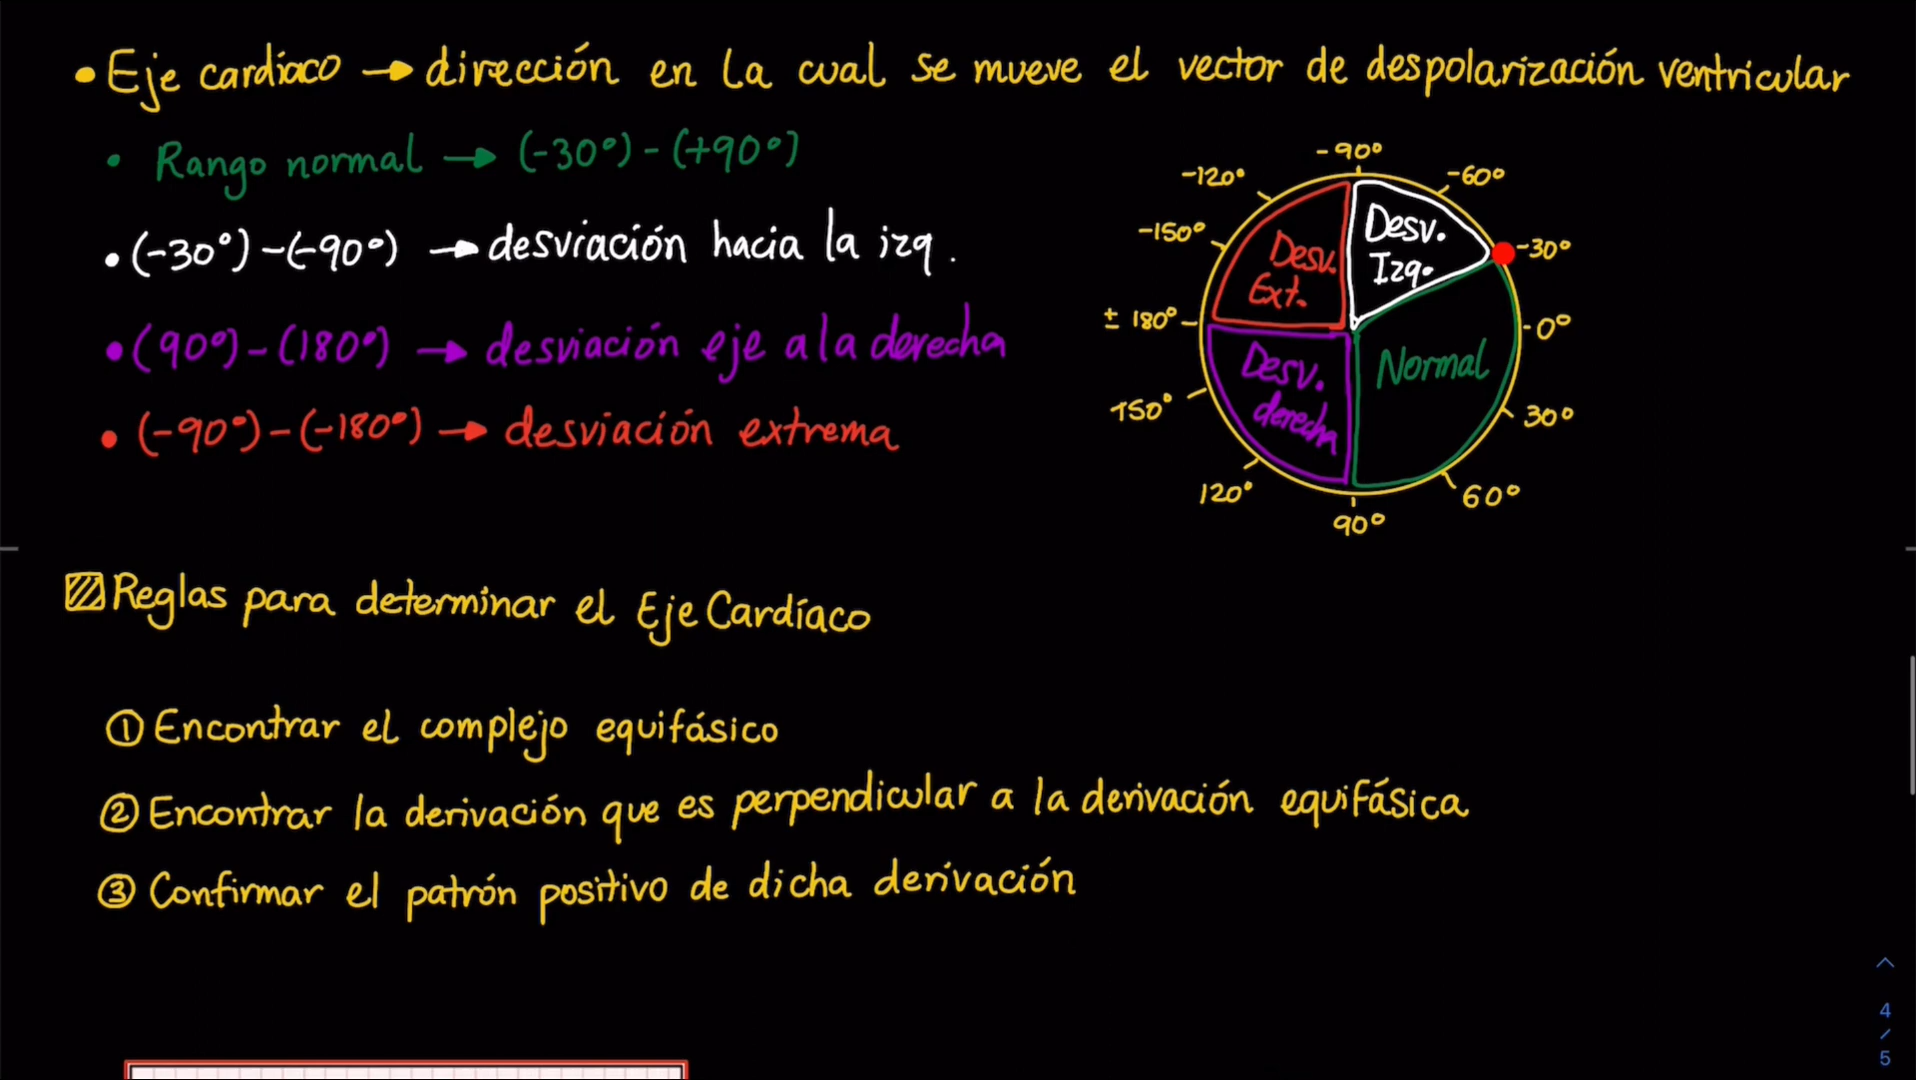 • Eje cardíaco → dirección en la cual se mueve el vector de despolarización ventricular
• Rango normal → (-30°) - (+90°)
• (-30°) - (-90°) → desviación hacia la izq.
• (90°) - (180°) → desviación eje a la derecha
• (-90°) - (-180°) → desviación extrema
-90°
-120°
-60°
-150°
-30°
Desv.
Izq.
Desv.
Ext.
± 180°
-0°
Desv.
derecha
Normal
150°
30°
120°
60°
90°
Reglas para determinar el Eje Cardíaco
① Encontrar el complejo equifásico
② Encontrar la derivación que es perpendicular a la derivación equifásica
③ Confirmar el patrón positivo de dicha derivación
4
/
5